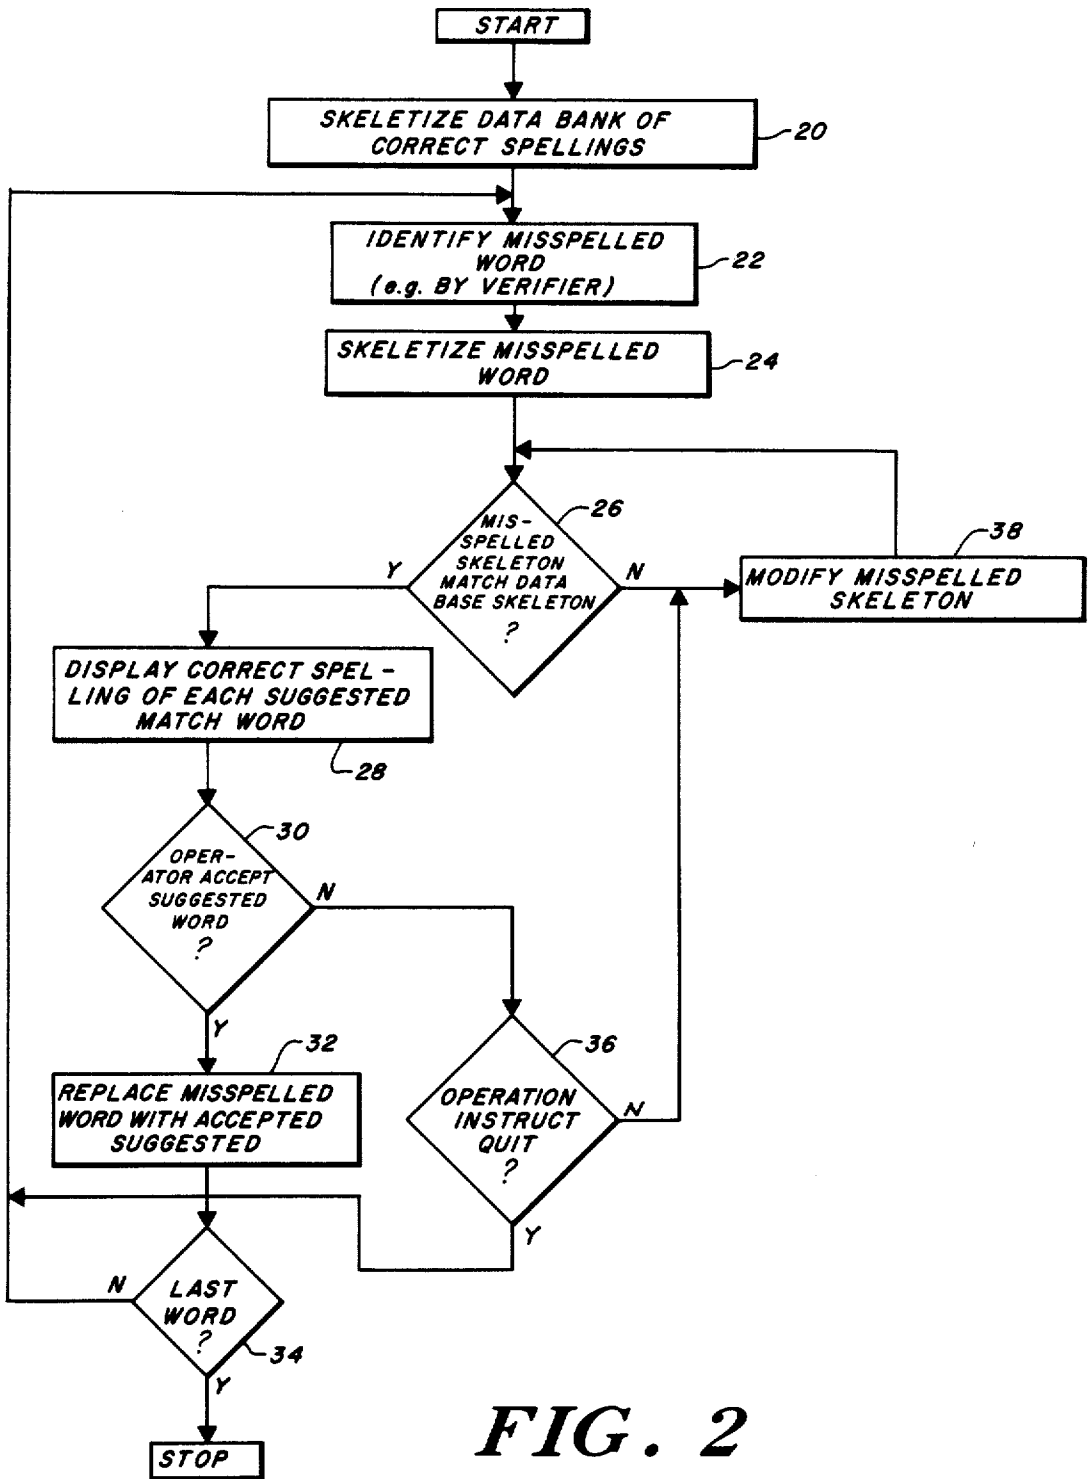 START
SKELETIZE DATA BANK OF
CORRECT SPELLINGS
20
IDENTIFY MISSPELLED
WORD
(e.g. BY VERIFIER)
22
SKELETIZE MISSPELLED
WORD
24
MIS-
SPELLED
SKELETON
MATCH DATA
BASE SKELETON
?
26
Y
N
MODIFY MISSPELLED
SKELETON
38
DISPLAY CORRECT SPEL-
LING OF EACH SUGGESTED
MATCH WORD
28
OPER-
ATOR ACCEPT
SUGGESTED
WORD
?
30
N
Y
REPLACE MISSPELLED
WORD WITH ACCEPTED
SUGGESTED
32
OPERATION
INSTRUCT
QUIT
?
36
N
Y
LAST
WORD
?
34
N
Y
STOP
FIG. 2